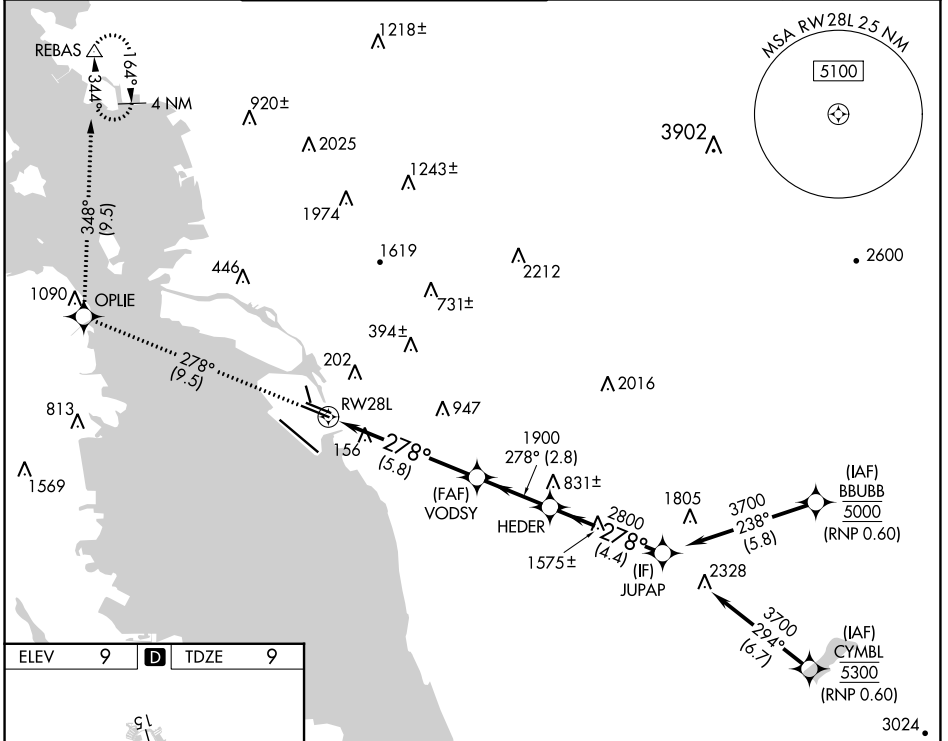 1218±
MSA RW28L 25 NM
5100
REBAS
164°
344°
4 NM
920±
2025
3902
1243±
1974
348°
(9.5)
1619
2212
2600
446
731±
1090
OPLIE
394±
278°
(9.5)
202
2016
RW28L
947
813
156
278°
(5.8)
1900
278° (2.8)
1569
(FAF)
VODSY
831±
HEDER
2800
278°
(4.4)
1575±
1805
3700
238°
(5.8)
(IAF)
BBUBB
5000
(RNP 0.60)
(IF)
JUPAP
2328
3700
294°
(6.7)
(IAF)
CYMBL
5300
(RNP 0.60)
3024
ELEV 9 D TDZE 9
15